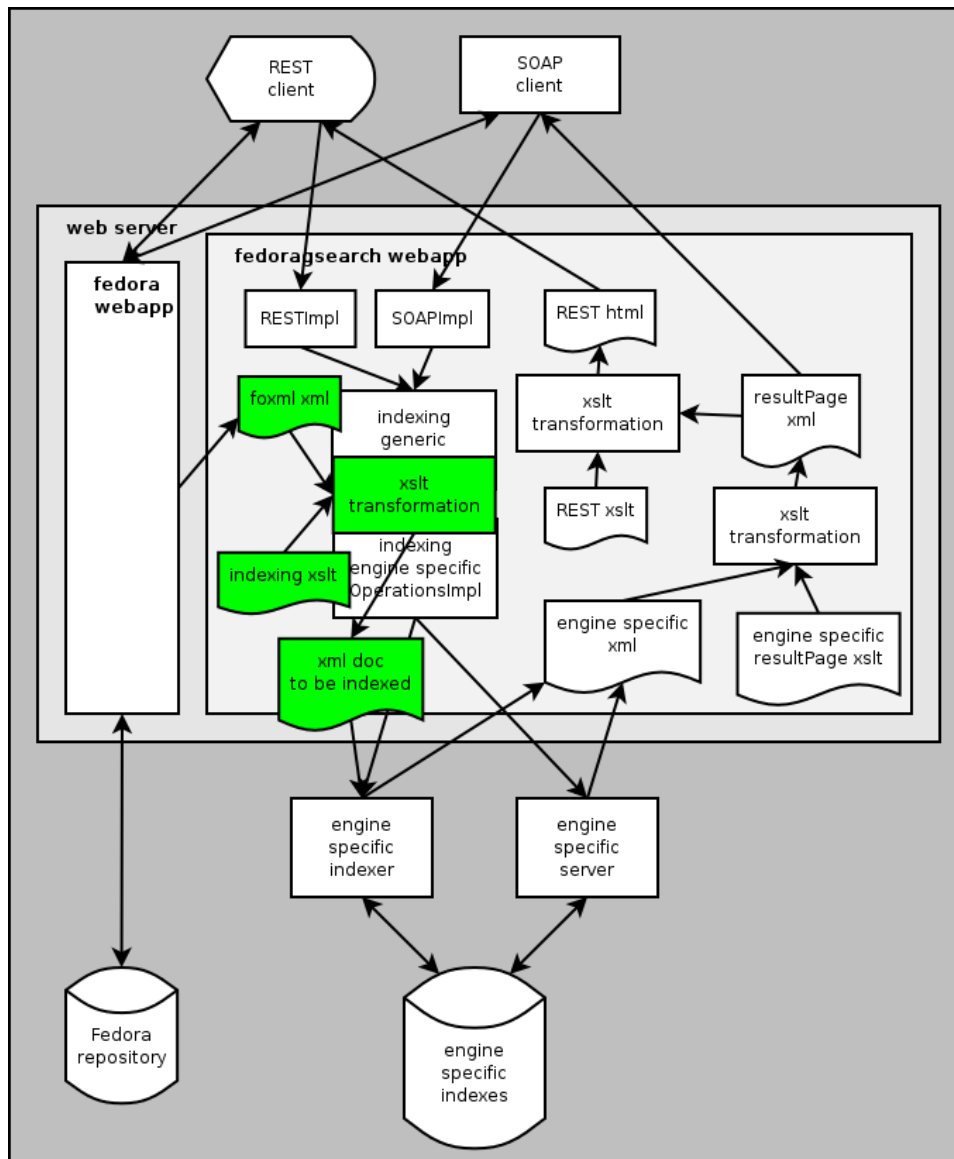 REST
client
SOAP
client
web server
fedoragsearch webapp
fedora
webapp
RESTImpl
SOAPImpl
REST html
foxml xml
indexing
generic
xslt
transformation
resultPage
xml
xslt
transformation
REST xslt
xslt
transformation
indexing xslt
indexing
engine specific
OperationsImpl
engine specific
xml
engine specific
resultPage xslt
xml doc
to be indexed
engine
specific
indexer
engine
specific
server
Fedora
repository
engine
specific
indexes